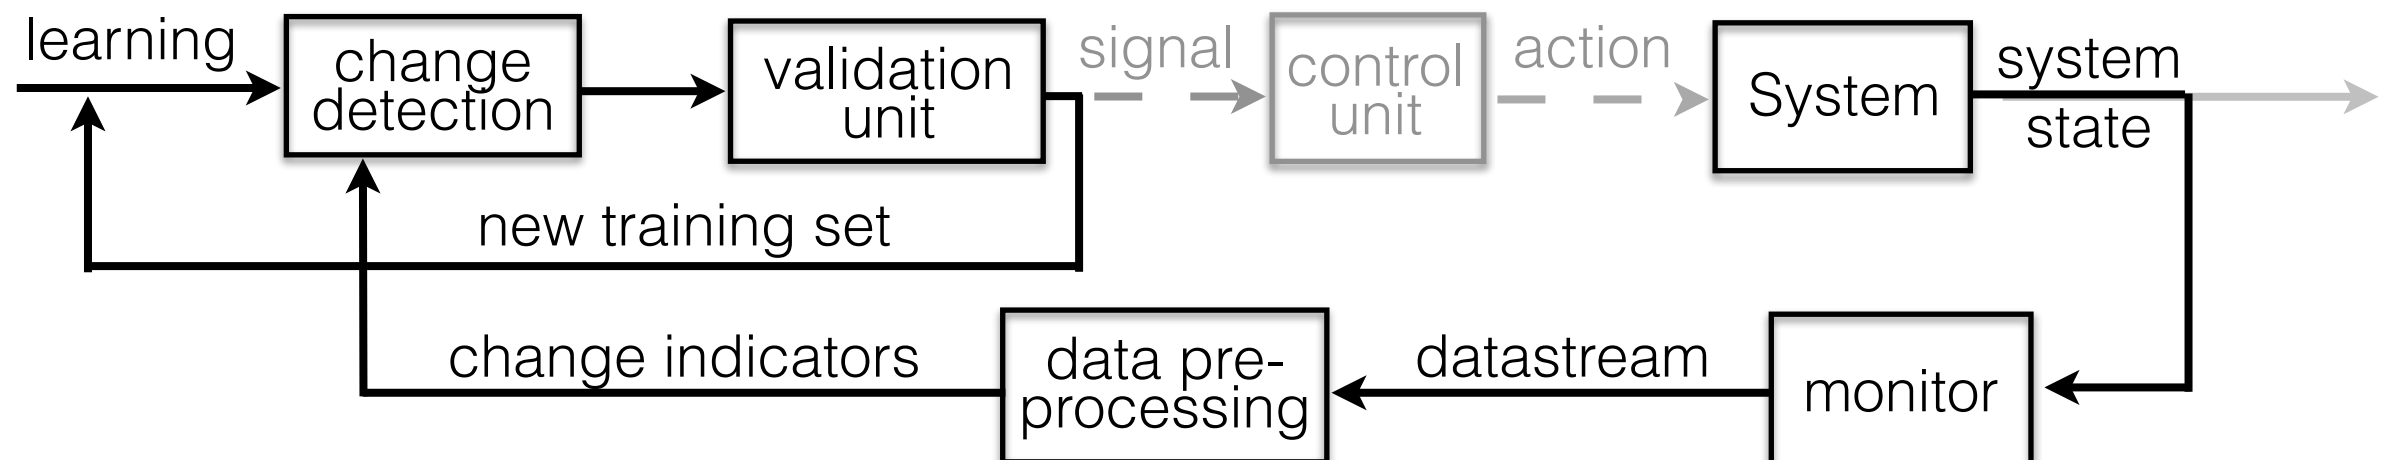 learning
change
detection
validation
unit
signal
control
unit
action
System
system
state
new training set
change indicators
data pre-
processing
datastream
monitor